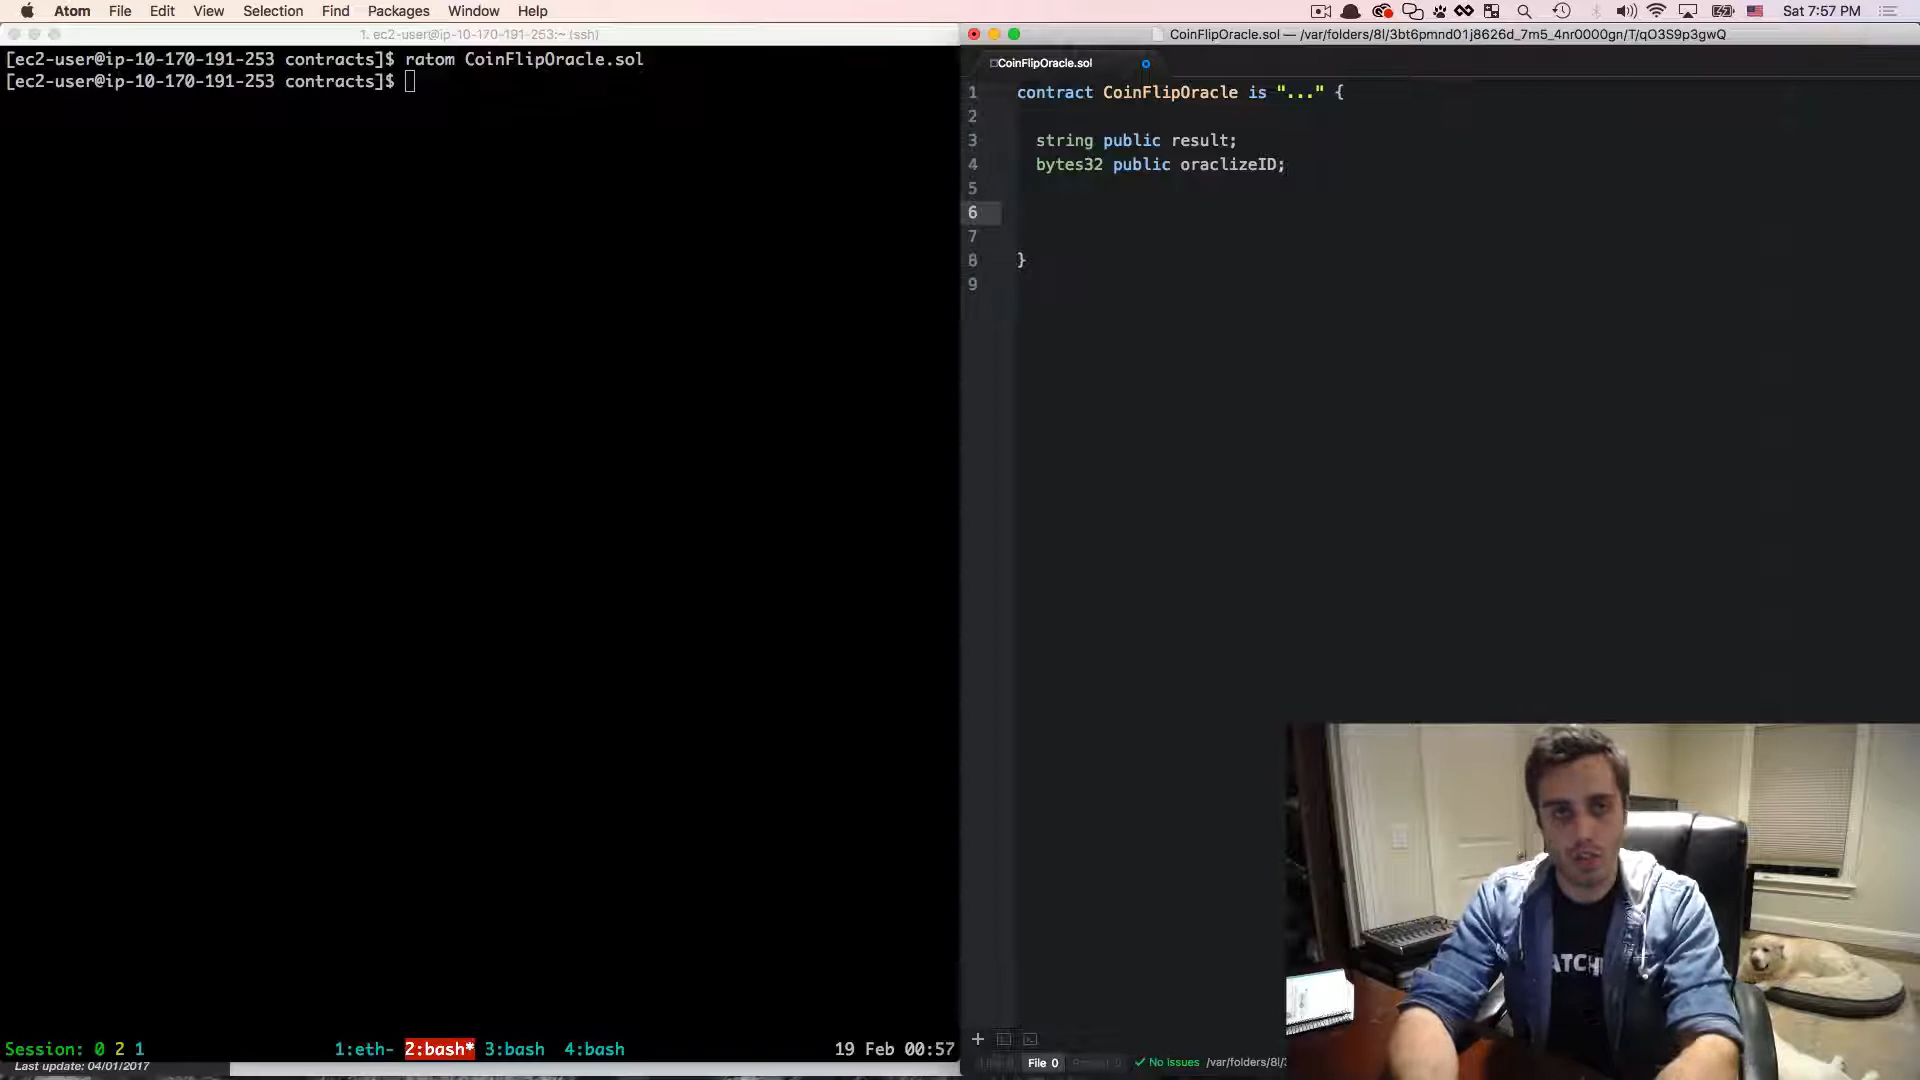 Atom File Edit View Selection Find Packages Window Help
Sat 7:57 PM
1. ec2-user@ip-10-170-191-253:~ (ssh)
[ec2-user@ip-10-170-191-253 contracts]$ ratom CoinFlipOracle.sol
[ec2-user@ip-10-170-191-253 contracts]$
Session: 0 2 1 1:eth- 2:bash* 3:bash 4:bash 19 Feb 00:57
Last update: 04/01/2017
CoinFlipOracle.sol — /var/folders/8l/3bt6pmnd01j8626d_7m5_4nr0000gn/T/qO3S9p3gwQ
CoinFlipOracle.sol
1 contract CoinFlipOracle is "..." {
2
3 string public result;
4 bytes32 public oraclizeID;
5
6
7
8 }
9
File 0 No Issues /var/folders/8l/